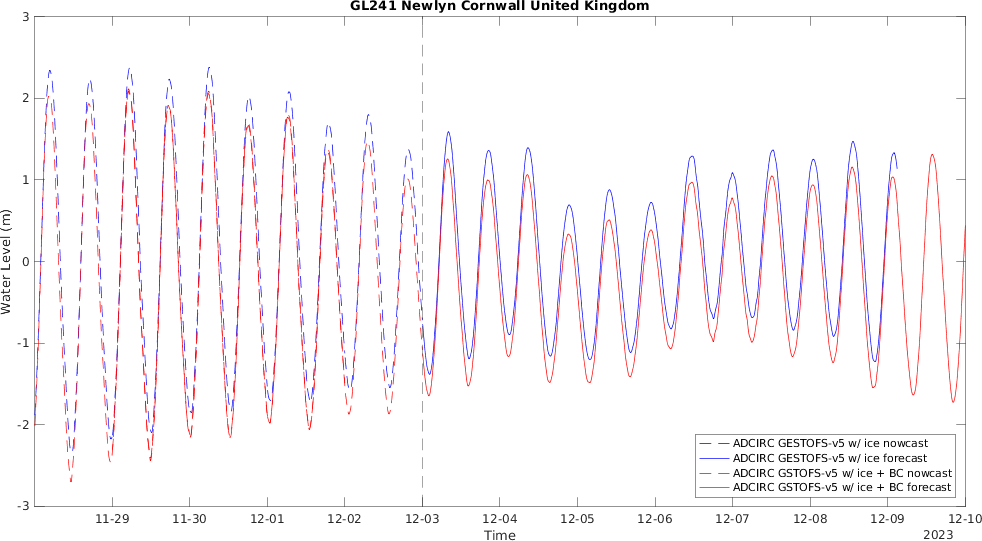 GL241 Newlyn Cornwall United Kingdom
3
2
1
0
-1
-2
-3
Water Level (m)
11-29 11-30 12-01 12-02 12-03 12-04 12-05 12-06 12-07 12-08 12-09 12-10
Time
2023
ADCIRC GESTOFS-v5 w/ ice nowcast
ADCIRC GESTOFS-v5 w/ ice forecast
ADCIRC GSTOFS-v5 w/ ice + BC nowcast
ADCIRC GSTOFS-v5 w/ ice + BC forecast